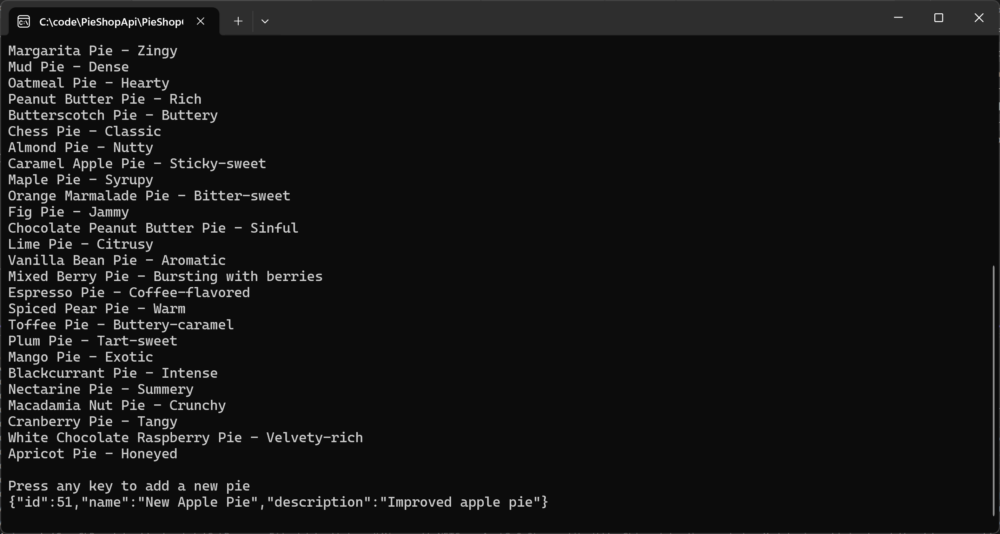 C:\code\PieShopApi\PieShop
Margarita Pie - Zingy
Mud Pie - Dense
Oatmeal Pie - Hearty
Peanut Butter Pie - Rich
Butterscotch Pie - Buttery
Chess Pie - Classic
Almond Pie - Nutty
Caramel Apple Pie - Sticky-sweet
Maple Pie - Syrupy
Orange Marmalade Pie - Bitter-sweet
Fig Pie - Jammy
Chocolate Peanut Butter Pie - Sinful
Lime Pie - Citrusy
Vanilla Bean Pie - Aromatic
Mixed Berry Pie - Bursting with berries
Espresso Pie - Coffee-flavored
Spiced Pear Pie - Warm
Toffee Pie - Buttery-caramel
Plum Pie - Tart-sweet
Mango Pie - Exotic
Blackcurrant Pie - Intense
Nectarine Pie - Summery
Macadamia Nut Pie - Crunchy
Cranberry Pie - Tangy
White Chocolate Raspberry Pie - Velvety-rich
Apricot Pie - Honeyed
Press any key to add a new pie
{"id":51,"name":"New Apple Pie","description":"Improved apple pie"}